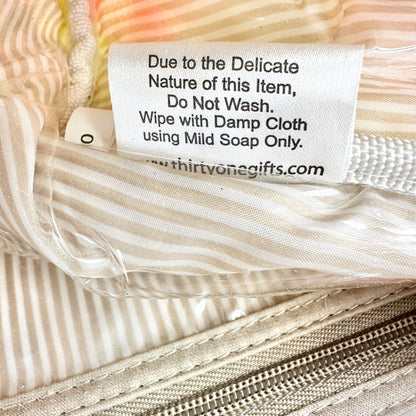 Due to the Delicate
Nature of this Item,
Do Not Wash.
Wipe with Damp Cloth
using Mild Soap Only.
www.thirtyonegifts.com
0